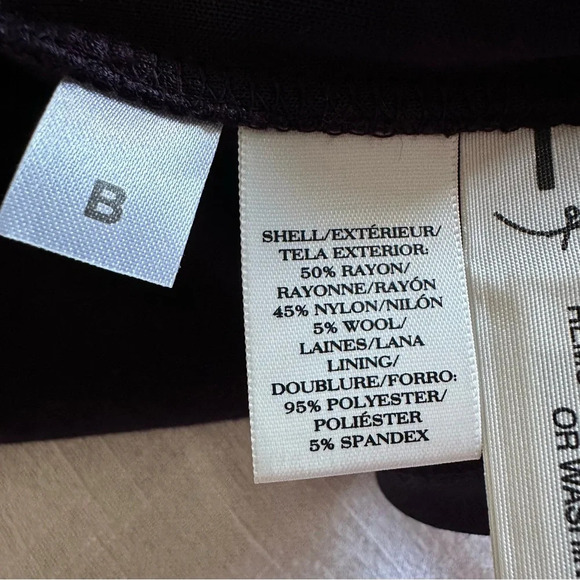 B
SHELL/EXTÉRIEUR/
TELA EXTERIOR:
50% RAYON/
RAYONNE/RAYÓN
45% NYLON/NILÓN
5% WOOL/
LAINES/LANA
LINING/
DOUBLURE/FORRO:
95% POLYESTER/
POLIÉSTER
5% SPANDEX
OR